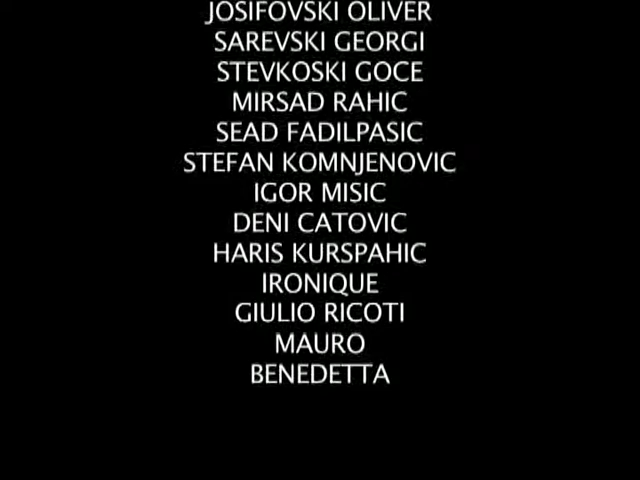 JOSIFOVSKI OLIVER
SAREVSKI GEORGI
STEVKOSKI GOCE
MIRSAD RAHIC
SEAD FADILPASIC
STEFAN KOMNJENOVIC
IGOR MISIC
DENI CATOVIC
HARIS KURSPAHIC
IRONIQUE
GIULIO RICOTI
MAURO
BENEDETTA